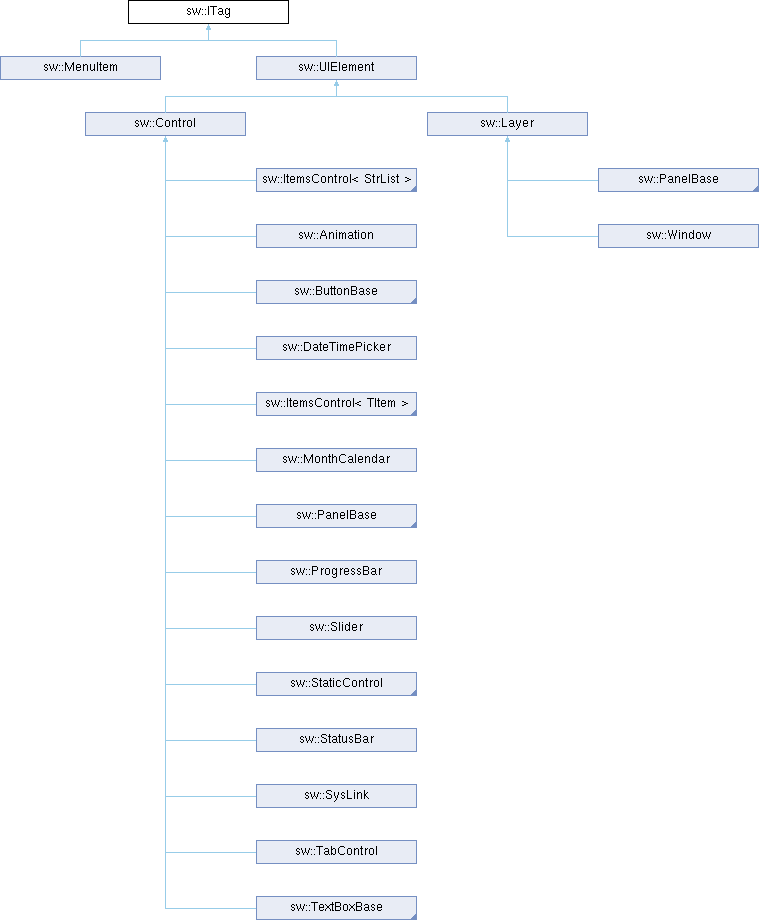 sw::ITag
sw::MenuItem
sw::UIElement
sw::Control
sw::Layer
sw::ItemsControl< StrList >
sw::PanelBase
sw::Animation
sw::Window
sw::ButtonBase
sw::DateTimePicker
sw::ItemsControl< TItem >
sw::MonthCalendar
sw::PanelBase
sw::ProgressBar
sw::Slider
sw::StaticControl
sw::StatusBar
sw::SysLink
sw::TabControl
sw::TextBoxBase